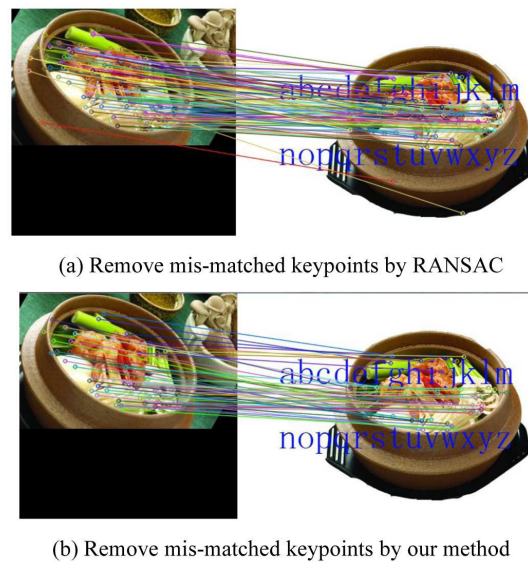 abcdefghijklm
nopqrstuvwxyz
(a) Remove mis-matched keypoints by RANSAC
abcdefghijklm
nopqrstuvwxyz
(b) Remove mis-matched keypoints by our method